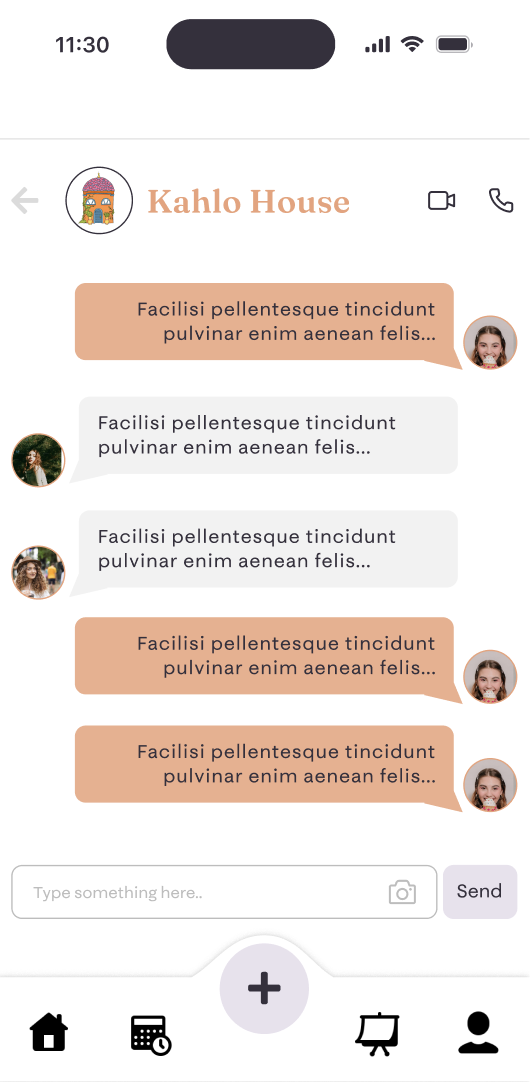 11:30
Kahlo House
Facilisi pellentesque tincidunt
pulvinar enim aenean felis...
Facilisi pellentesque tincidunt
pulvinar enim aenean felis...
Facilisi pellentesque tincidunt
pulvinar enim aenean felis...
Facilisi pellentesque tincidunt
pulvinar enim aenean felis...
Facilisi pellentesque tincidunt
pulvinar enim aenean felis...
Type something here..
Send